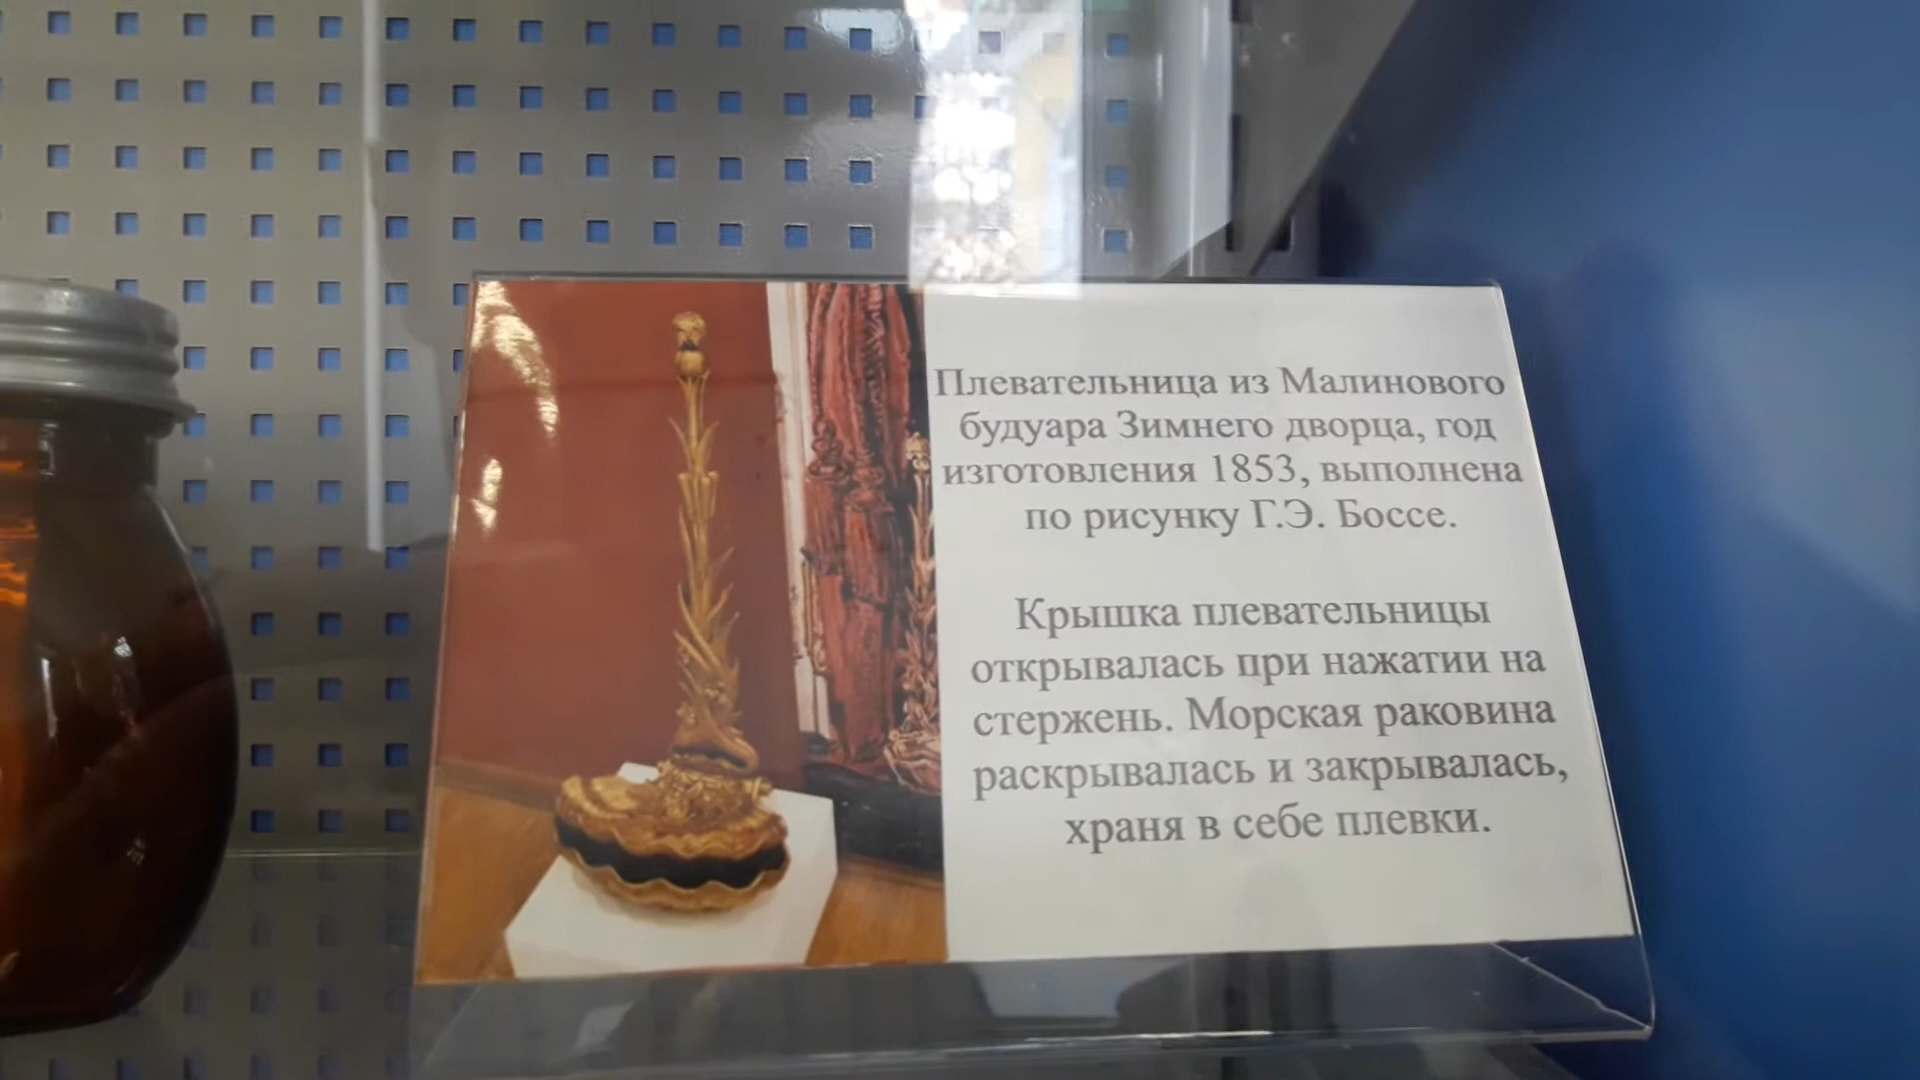 Плевательница из Малинового
будуара Зимнего дворца, год
изготовления 1853, выполнена
по рисунку Г.Э. Боссе.
Крышка плевательницы
открывалась при нажатии на
стержень. Морская раковина
раскрывалась и закрывалась,
храня в себе плевки.